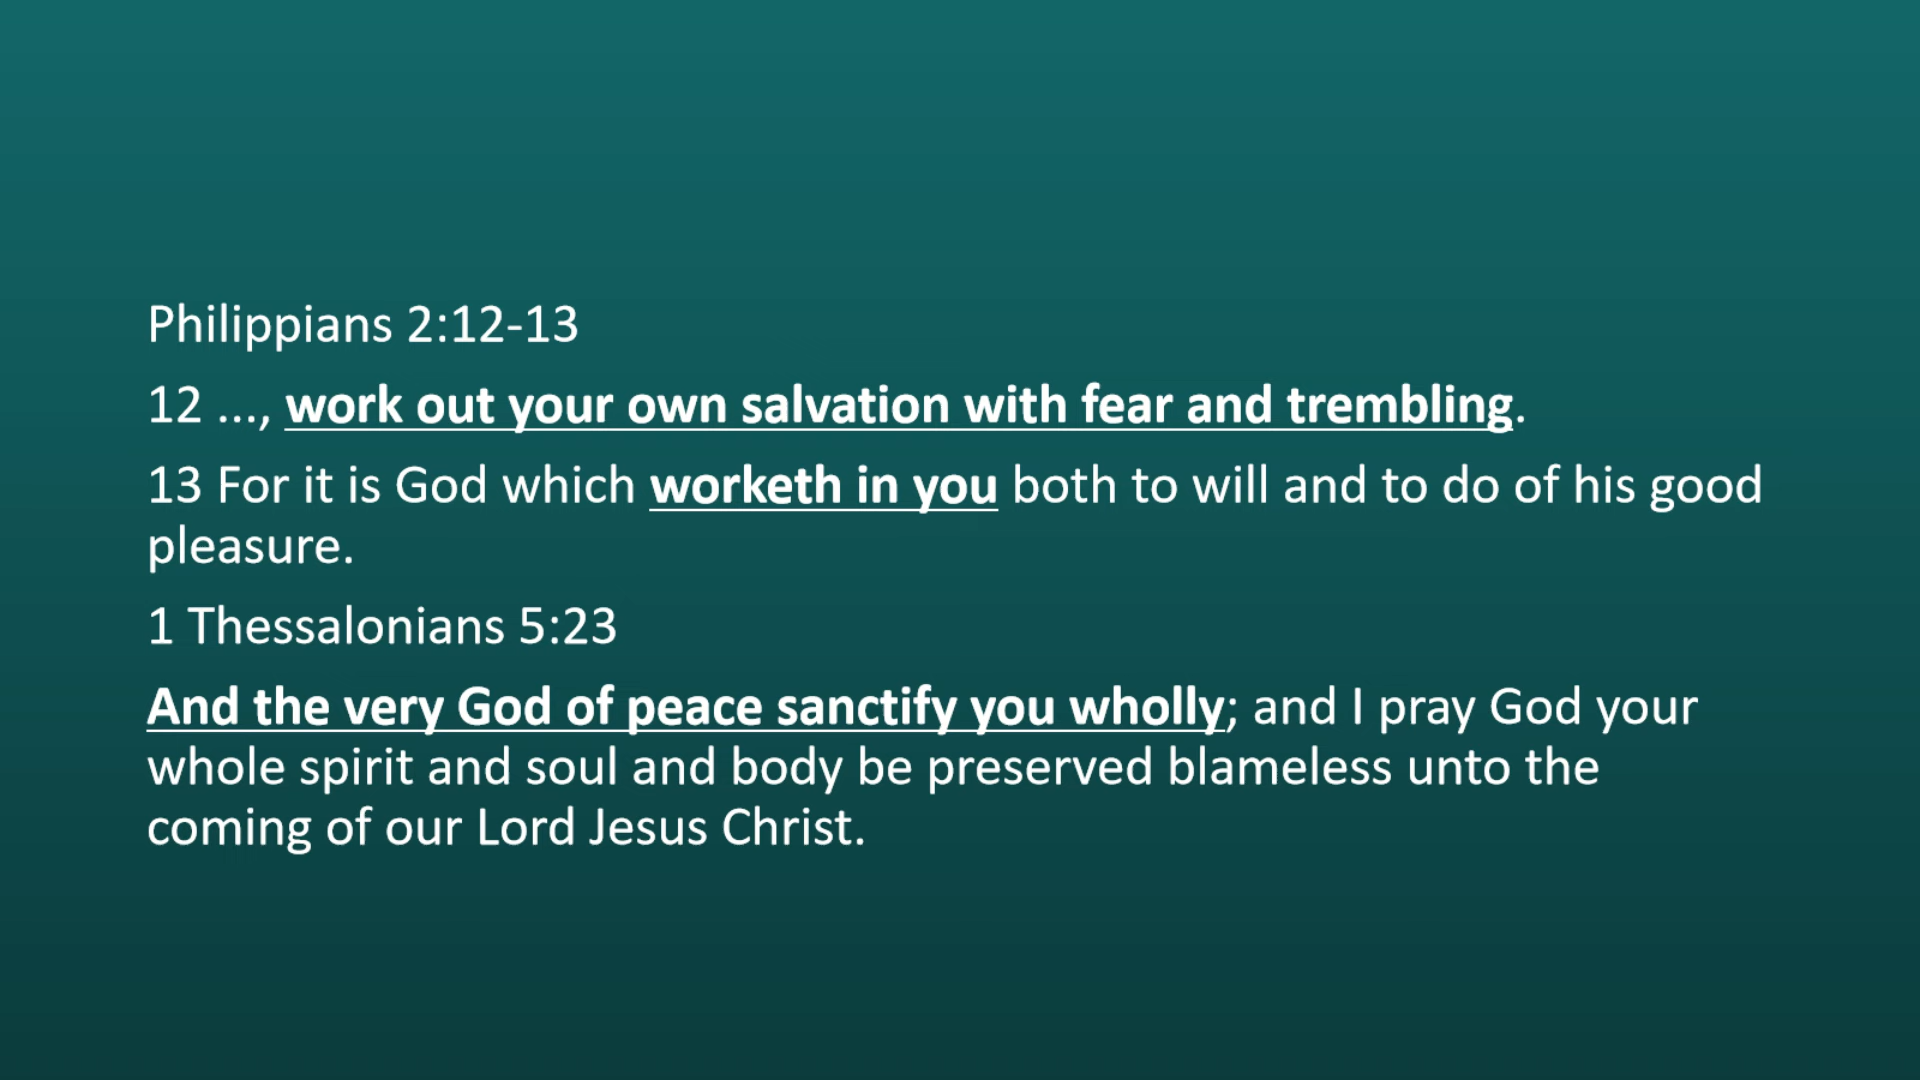 Philippians 2:12-13
12 ..., work out your own salvation with fear and trembling.
13 For it is God which worketh in you both to will and to do of his good
pleasure.
1 Thessalonians 5:23
And the very God of peace sanctify you wholly; and I pray God your
whole spirit and soul and body be preserved blameless unto the
coming of our Lord Jesus Christ.